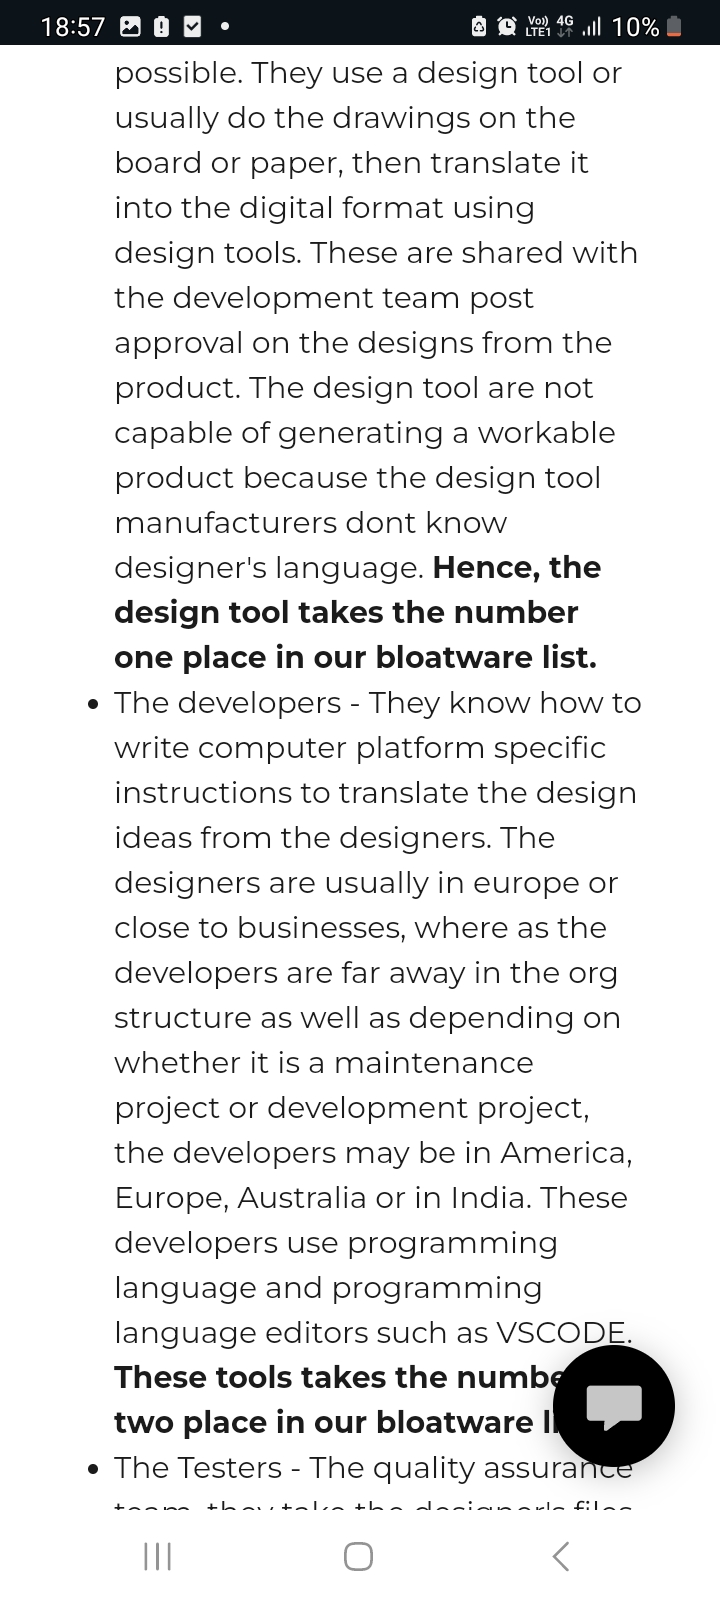 18:57
Vo))
LTE1
4G
10%
possible. They use a design tool or
usually do the drawings on the
board or paper, then translate it
into the digital format using
design tools. These are shared with
the development team post
approval on the designs from the
product. The design tool are not
capable of generating a workable
product because the design tool
manufacturers dont know
designer's language. Hence, the
design tool takes the number
one place in our bloatware list.
• The developers - They know how to
write computer platform specific
instructions to translate the design
ideas from the designers. The
designers are usually in europe or
close to businesses, where as the
developers are far away in the org
structure as well as depending on
whether it is a maintenance
project or development project,
the developers may be in America,
Europe, Australia or in India. These
developers use programming
language and programming
language editors such as VSCODE.
These tools takes the numbe
two place in our bloatware li
• The Testers - The quality assurance
team, they take the designer's files